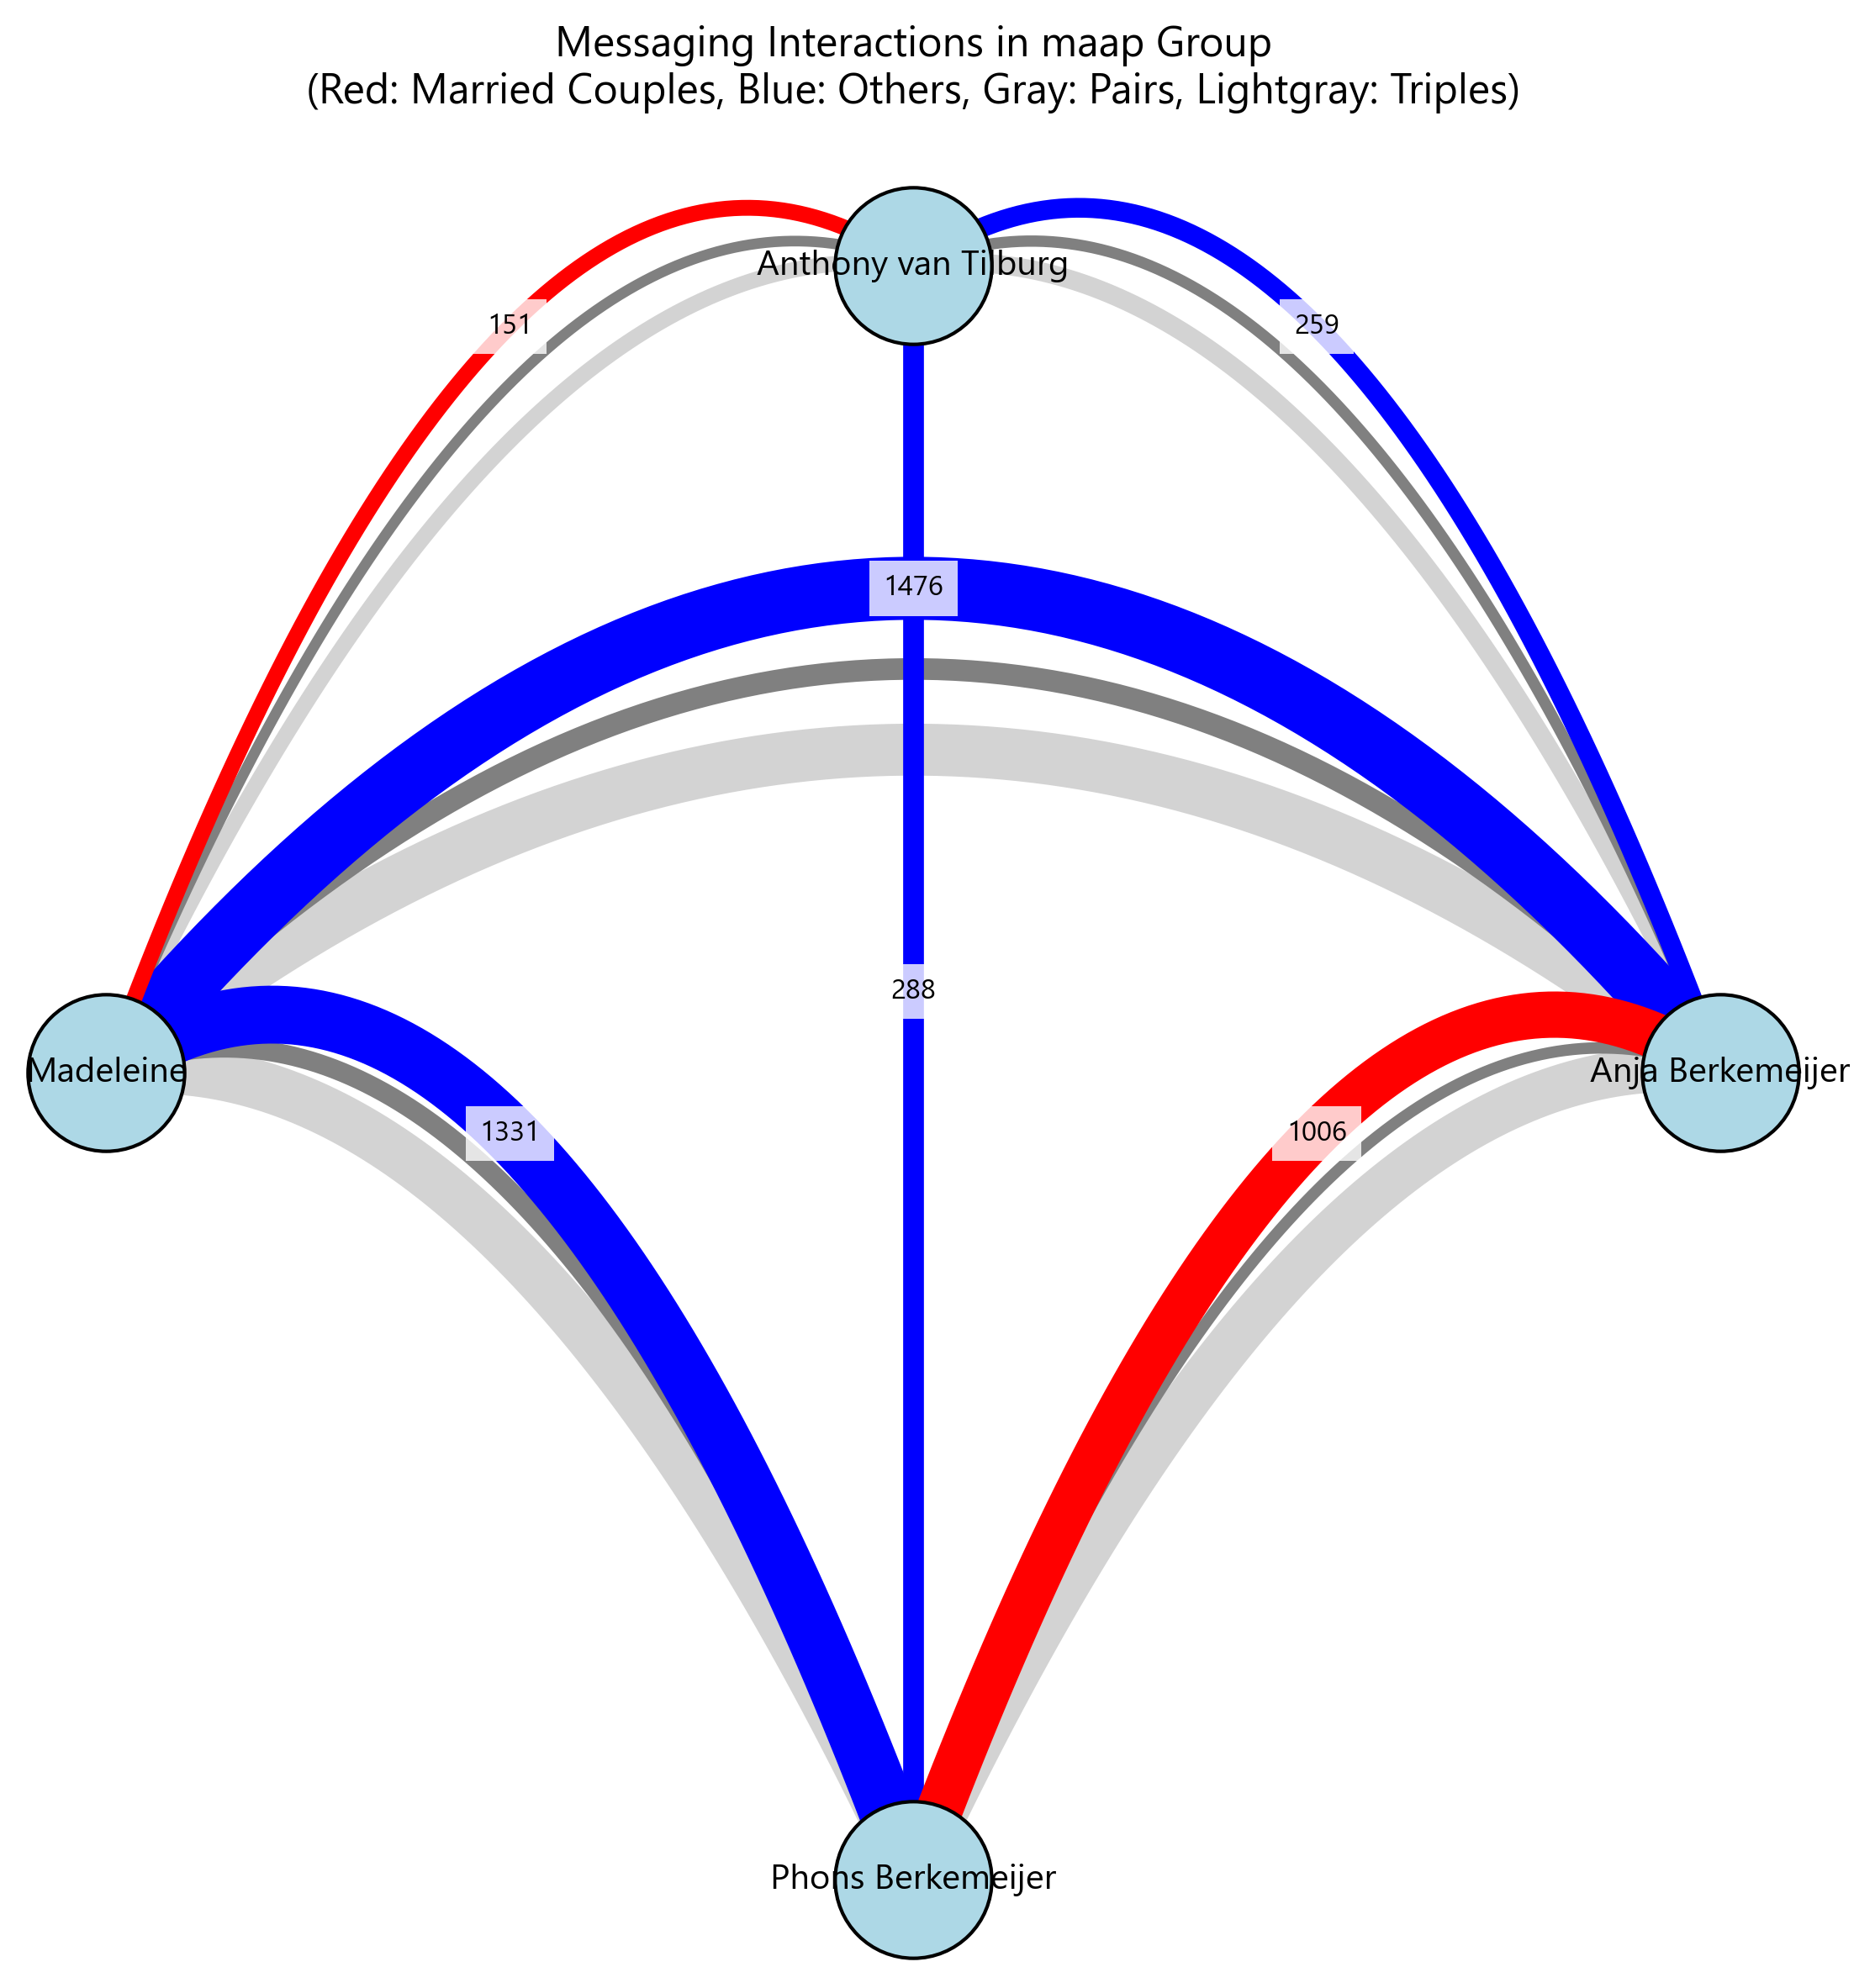 Messaging Interactions in maap Group
(Red: Married Couples, Blue: Others, Gray: Pairs, Lightgray: Triples)
Anthony van Tilburg
151
259
1476
288
Madeleine
Anja Berkemeijer
1331
1006
Phons Berkemeijer